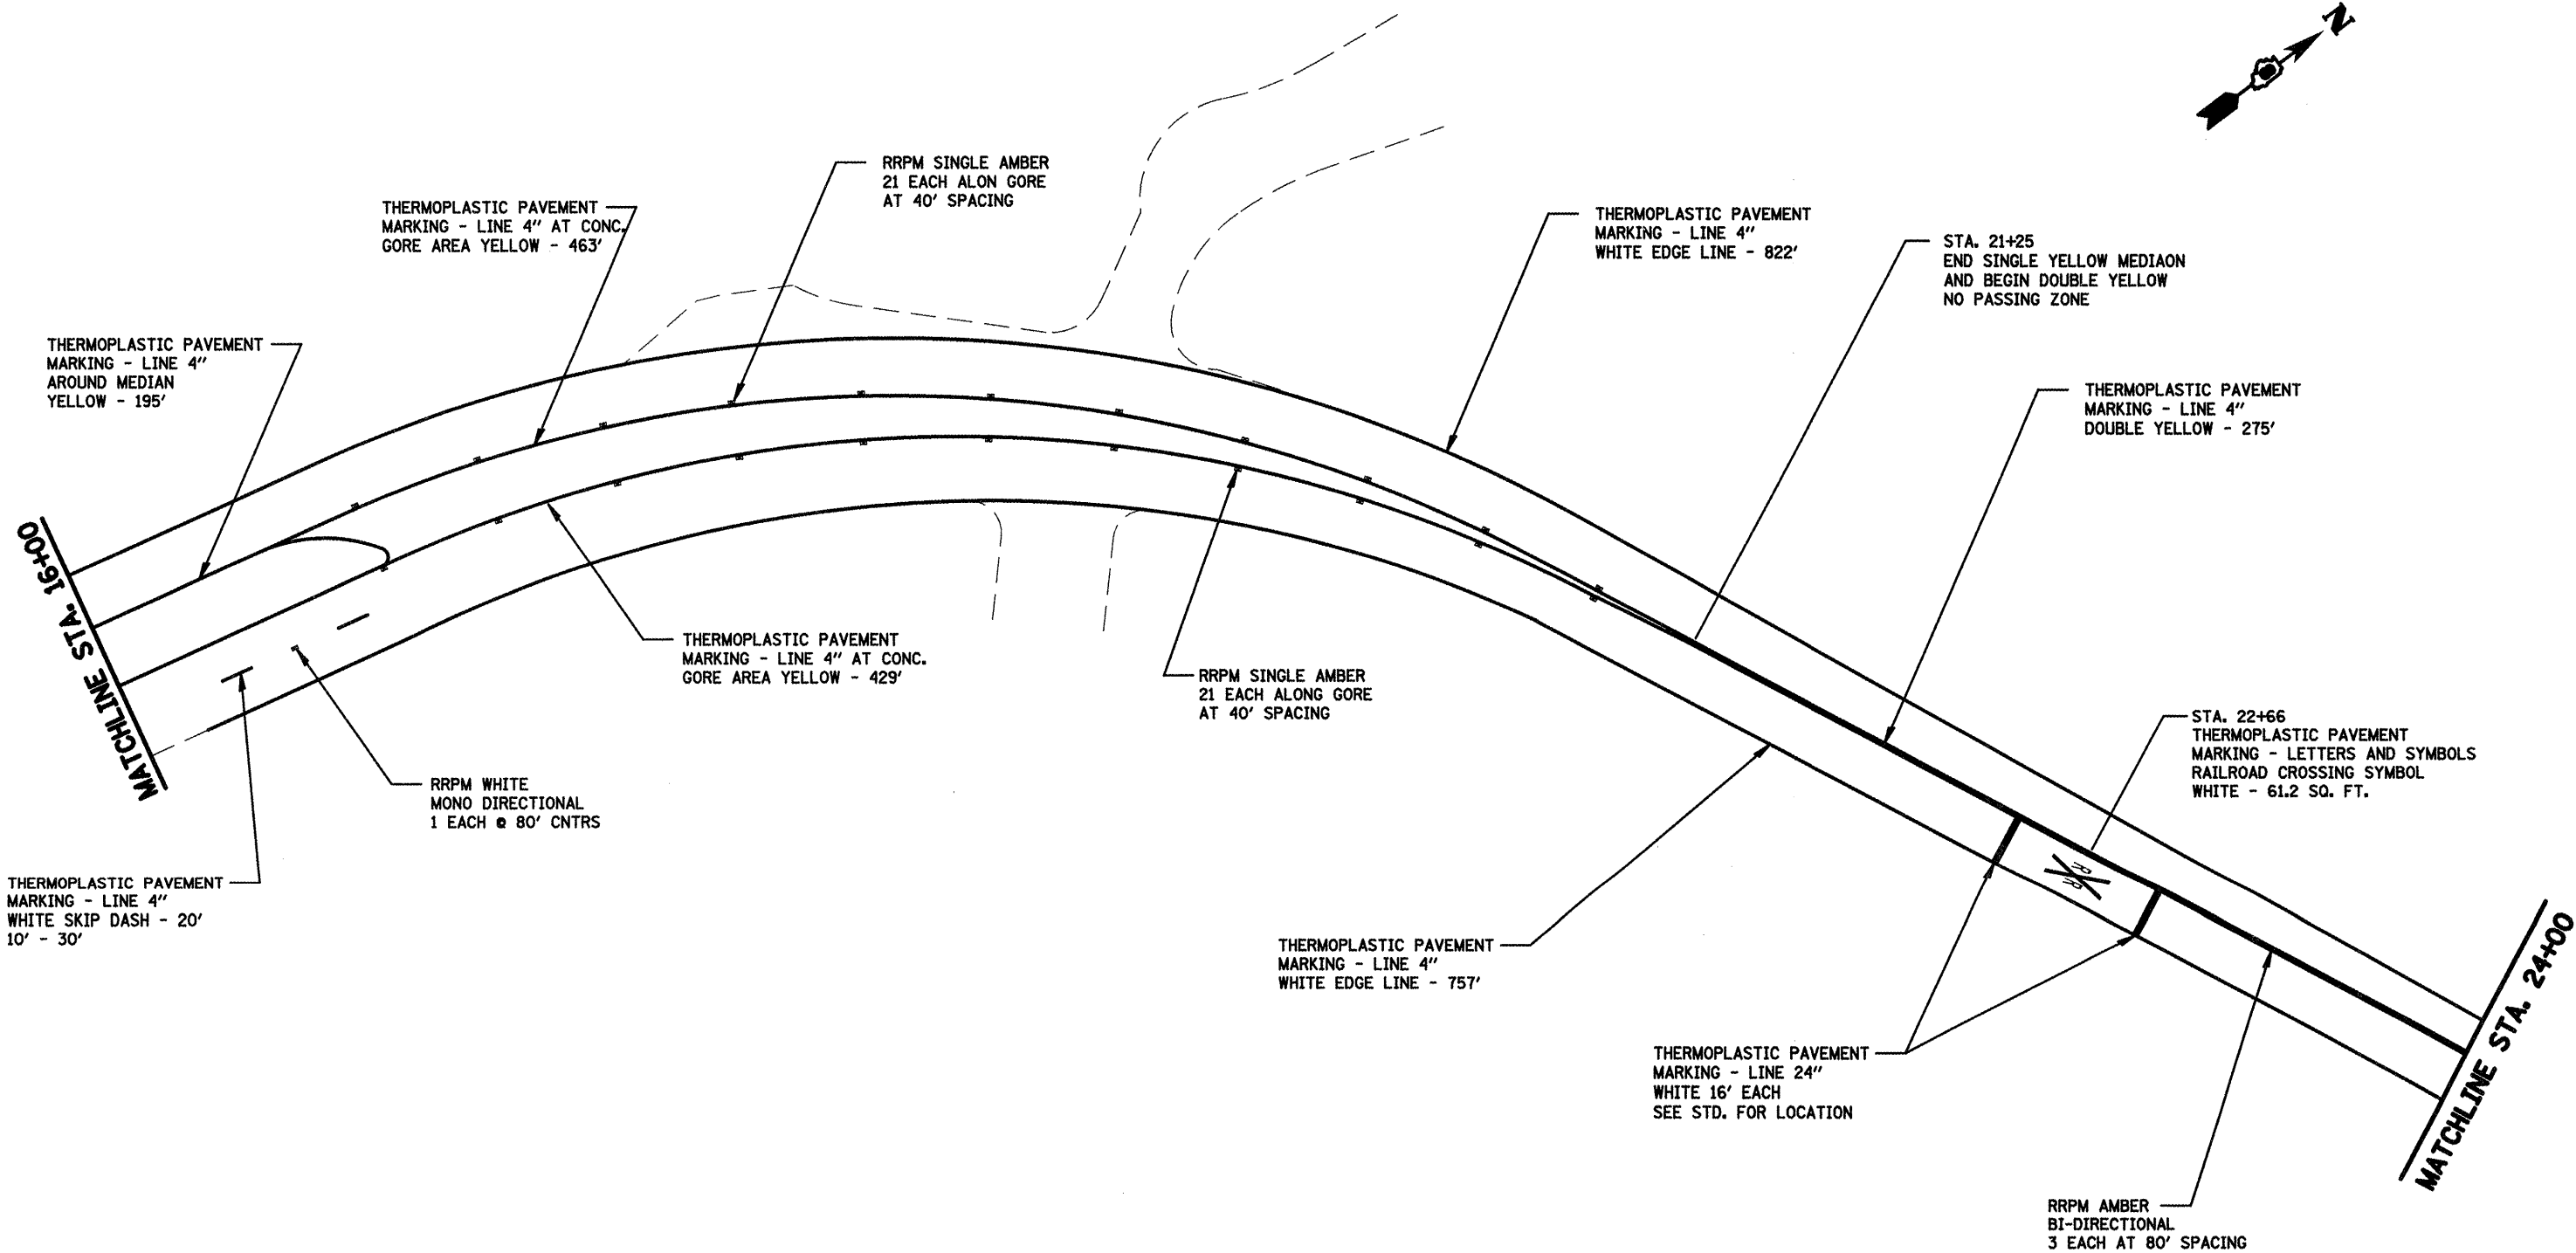 N
RRPM SINGLE AMBER
21 EACH ALON GORE
AT 40' SPACING
THERMOPLASTIC PAVEMENT
MARKING - LINE 4" AT CONC.
GORE AREA YELLOW - 463'
THERMOPLASTIC PAVEMENT
MARKING - LINE 4"
WHITE EDGE LINE - 822'
STA. 21+25
END SINGLE YELLOW MEDIAON
AND BEGIN DOUBLE YELLOW
NO PASSING ZONE
THERMOPLASTIC PAVEMENT
MARKING - LINE 4"
AROUND MEDIAN
YELLOW - 195'
THERMOPLASTIC PAVEMENT
MARKING - LINE 4"
DOUBLE YELLOW - 275'
MATCHLINE STA. 16+00
THERMOPLASTIC PAVEMENT
MARKING - LINE 4" AT CONC.
GORE AREA YELLOW - 429'
RRPM SINGLE AMBER
21 EACH ALONG GORE
AT 40' SPACING
STA. 22+66
THERMOPLASTIC PAVEMENT
MARKING - LETTERS AND SYMBOLS
RAILROAD CROSSING SYMBOL
WHITE - 61.2 SQ. FT.
RRPM WHITE
MONO DIRECTIONAL
1 EACH @ 80' CNTRS
R R
THERMOPLASTIC PAVEMENT
MARKING - LINE 4"
WHITE SKIP DASH - 20'
10' - 30'
THERMOPLASTIC PAVEMENT
MARKING - LINE 4"
WHITE EDGE LINE - 757'
MATCHLINE STA. 24+00
THERMOPLASTIC PAVEMENT
MARKING - LINE 24"
WHITE 16' EACH
SEE STD. FOR LOCATION
RRPM AMBER
BI-DIRECTIONAL
3 EACH AT 80' SPACING